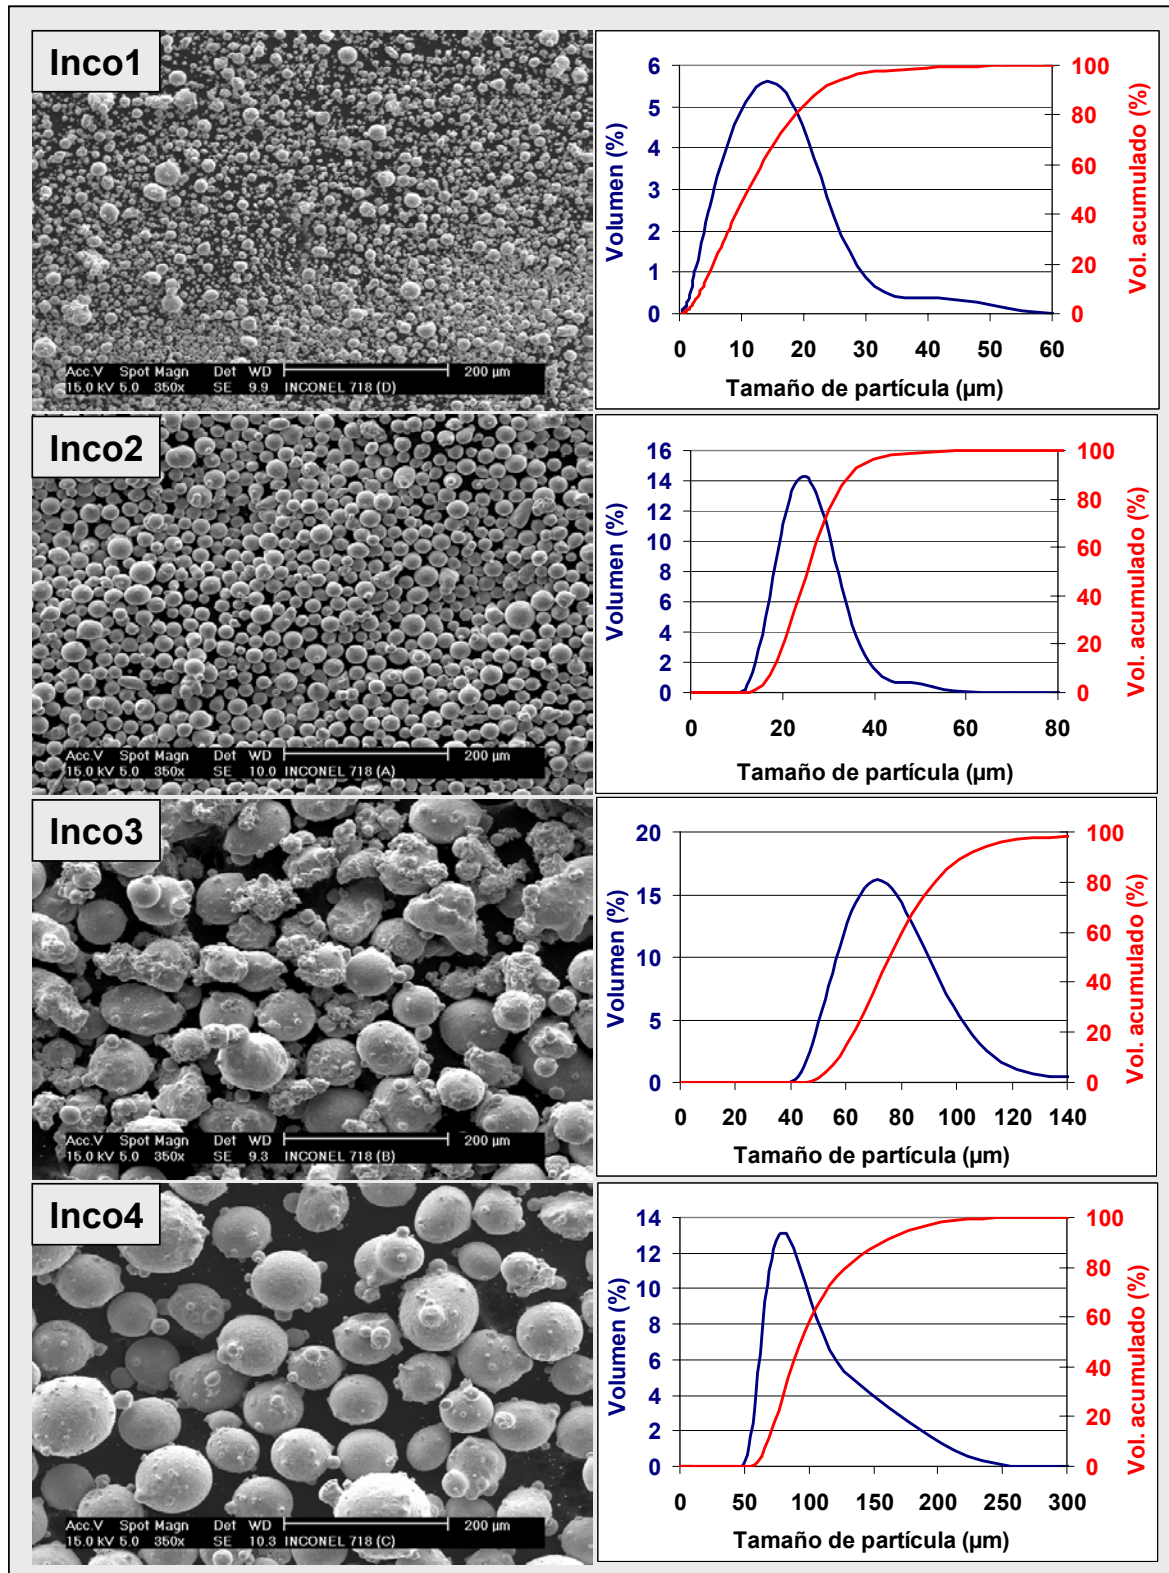 Inco1
Acc.V Spot Magn Det WD 200 µm
15.0 kV 5.0 350x SE 9.9 INCONEL 718 (D)
Volumen (%)
6
5
4
3
2
1
0
0 10 20 30 40 50 60
Tamaño de partícula (µm)
100
80
60
40
20
0
Vol. acumulado (%)
Inco2
Acc.V Spot Magn Det WD 200 µm
15.0 kV 5.0 350x SE 10.0 INCONEL 718 (A)
Volumen (%)
16
14
12
10
8
6
4
2
0
0 20 40 60 80
Tamaño de partícula (µm)
100
80
60
40
20
0
Vol. acumulado (%)
Inco3
Acc.V Spot Magn Det WD 200 µm
15.0 kV 5.0 350x SE 9.3 INCONEL 718 (B)
Volumen (%)
20
15
10
5
0
0 20 40 60 80 100 120 140
Tamaño de partícula (µm)
100
80
60
40
20
0
Vol. acumulado (%)
Inco4
Acc.V Spot Magn Det WD 200 µm
15.0 kV 5.0 350x SE 10.3 INCONEL 718 (C)
Volumen (%)
14
12
10
8
6
4
2
0
0 50 100 150 200 250 300
Tamaño de partícula (µm)
100
80
60
40
20
0
Vol. acumulado (%)